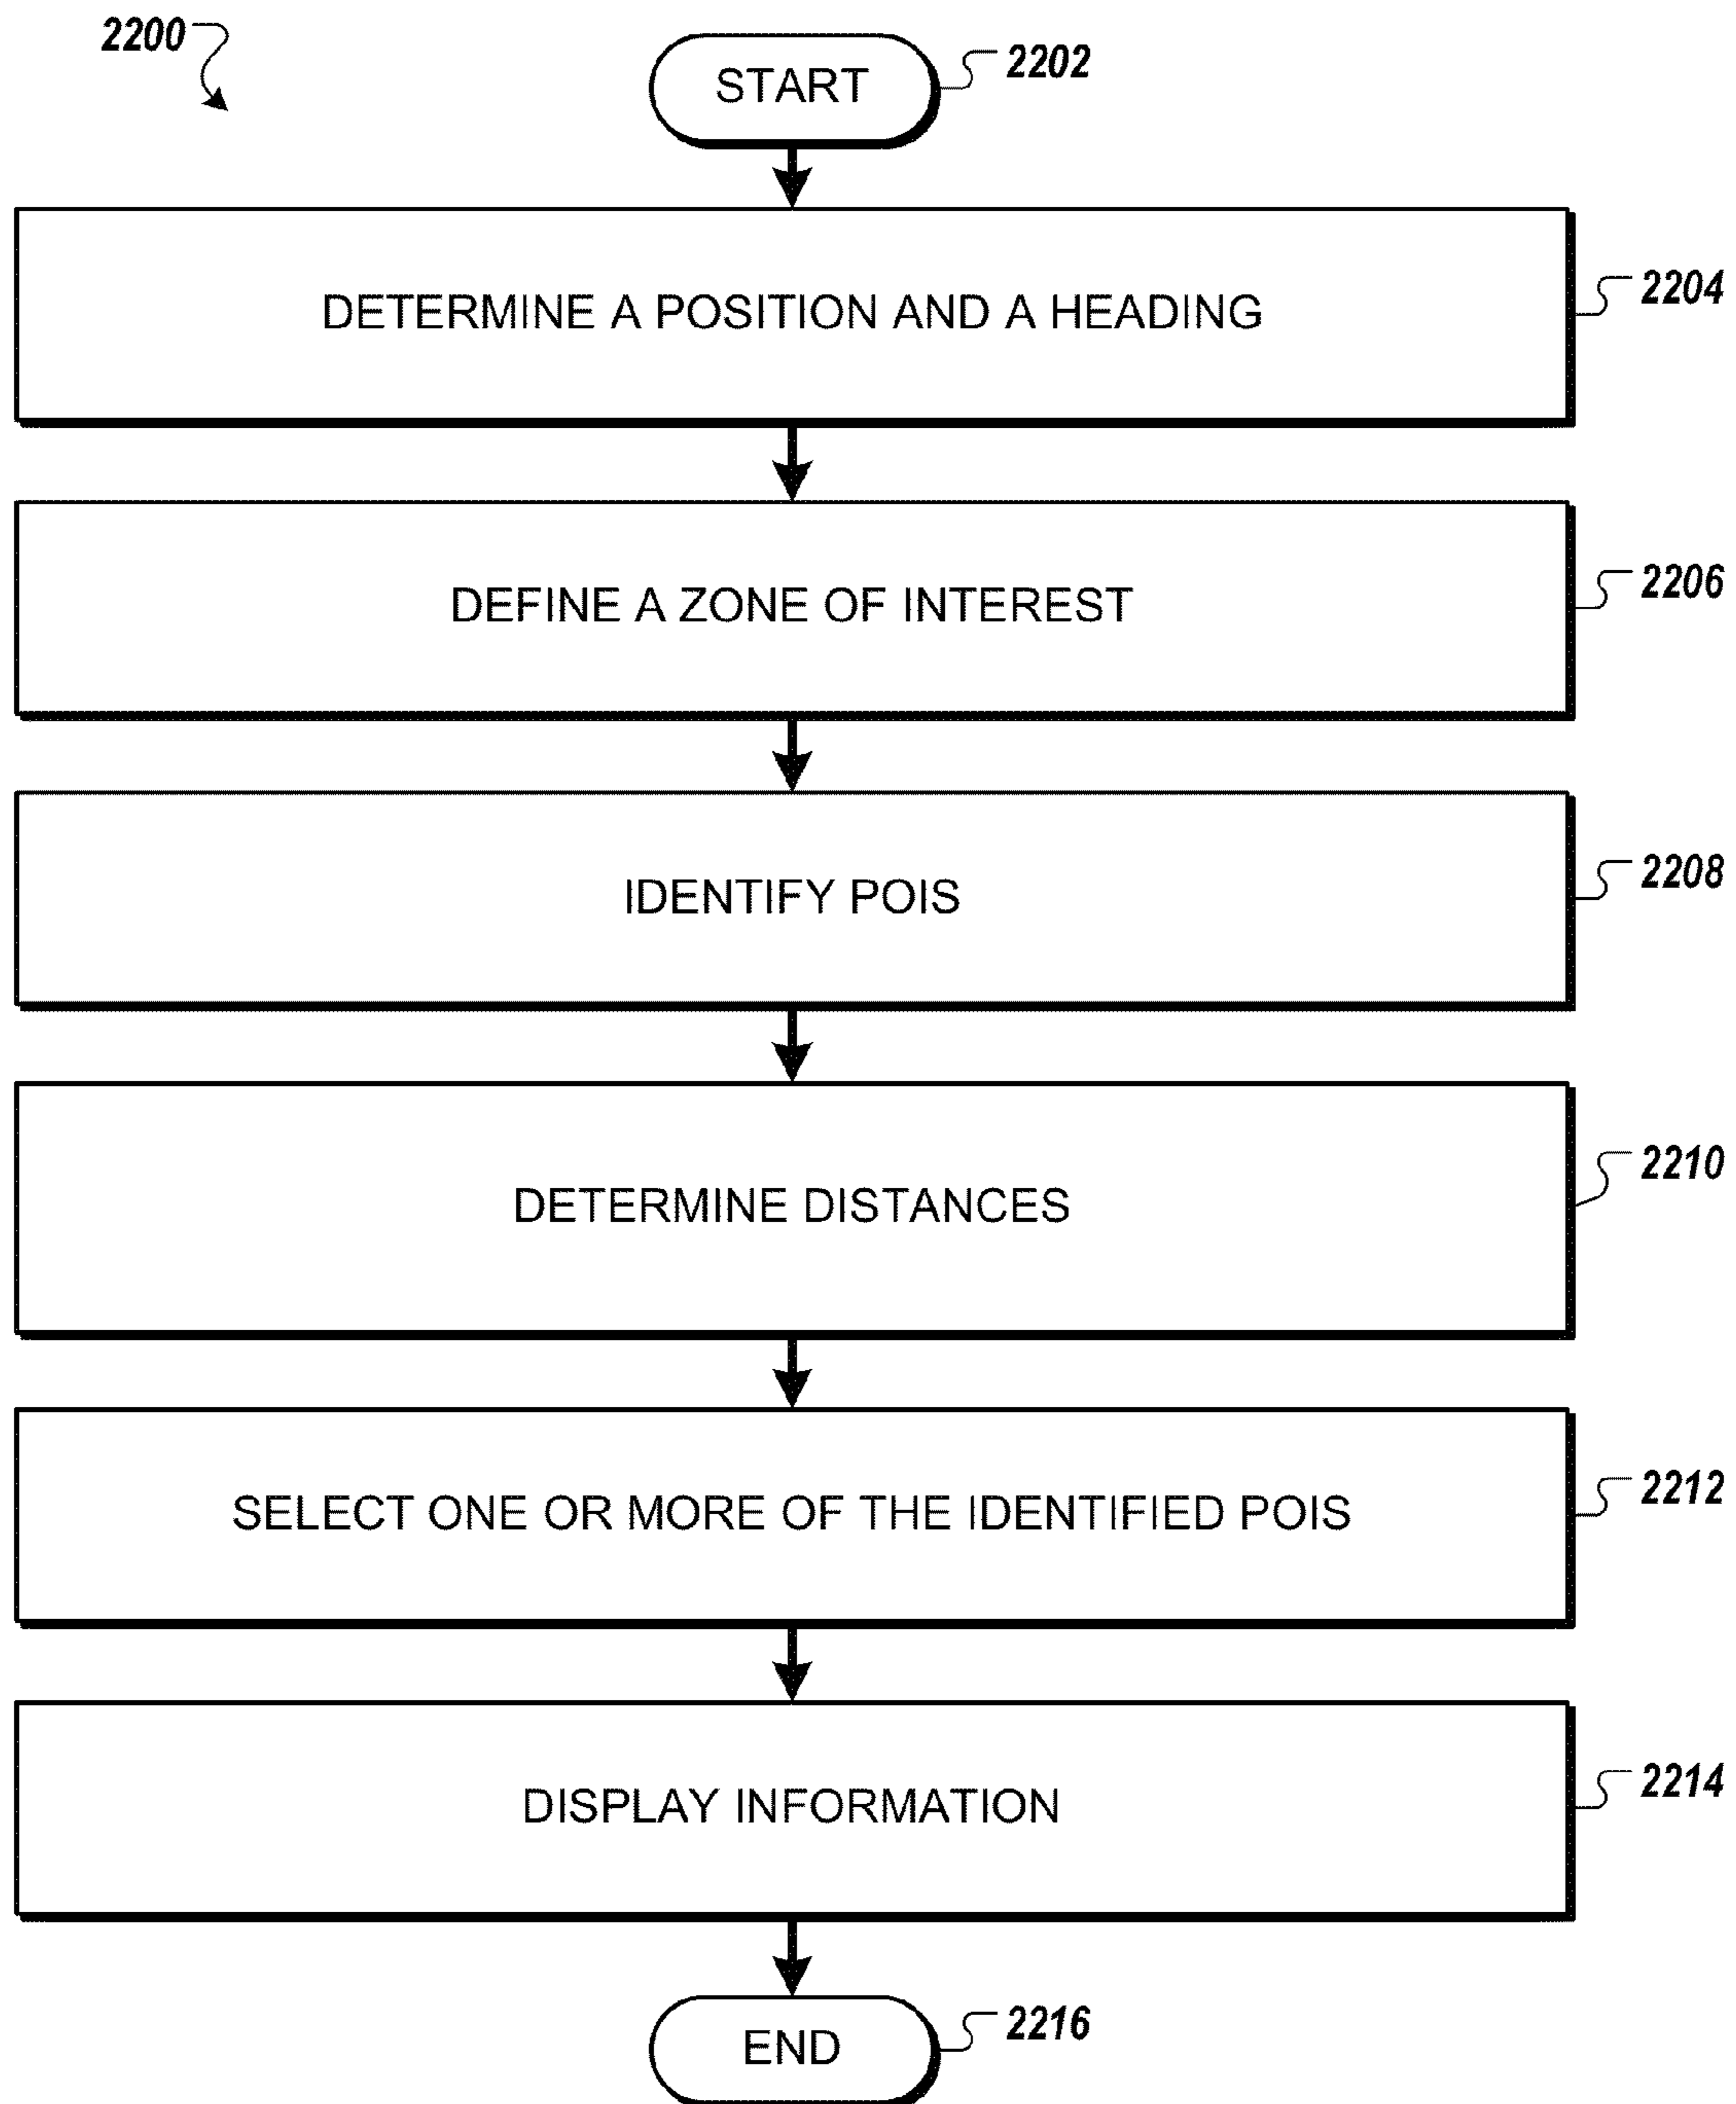 2200
START
2202
DETERMINE A POSITION AND A HEADING
2204
DEFINE A ZONE OF INTEREST
2206
IDENTIFY POIS
2208
DETERMINE DISTANCES
2210
SELECT ONE OR MORE OF THE IDENTIFIED POIS
2212
DISPLAY INFORMATION
2214
END
2216